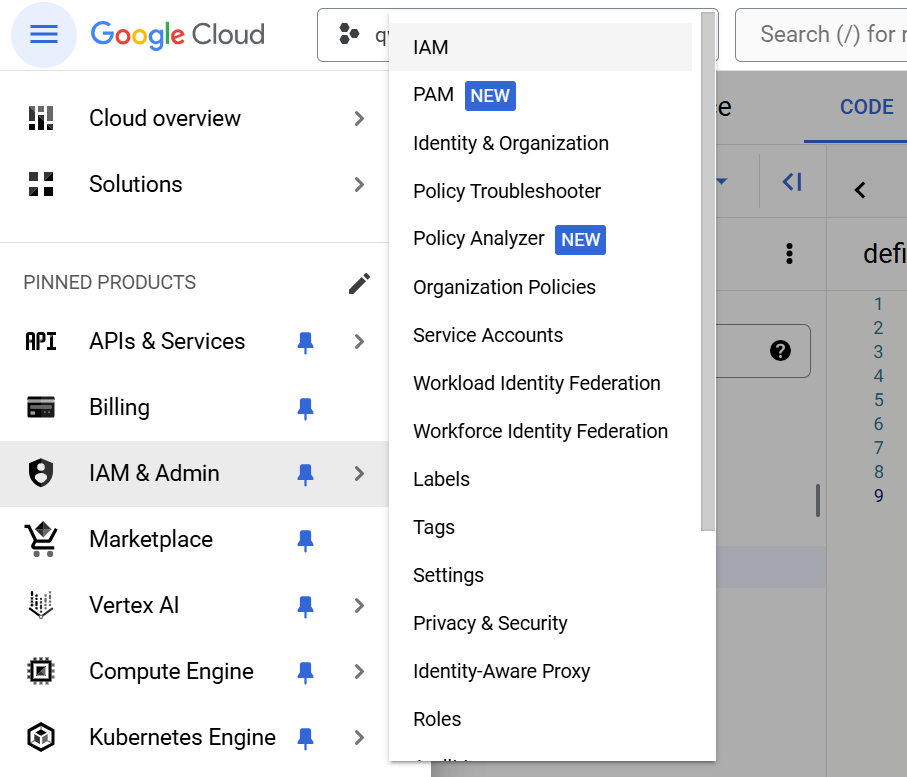 Google Cloud
Search (/) for
Cloud overview
Solutions
PINNED PRODUCTS
API APIs & Services
Billing
IAM & Admin
Marketplace
Vertex AI
Compute Engine
Kubernetes Engine
IAM
PAM NEW
Identity & Organization
Policy Troubleshooter
Policy Analyzer NEW
Organization Policies
Service Accounts
Workload Identity Federation
Workforce Identity Federation
Labels
Tags
Settings
Privacy & Security
Identity-Aware Proxy
Roles
CODE
defi
1
2
3
4
5
6
7
8
9